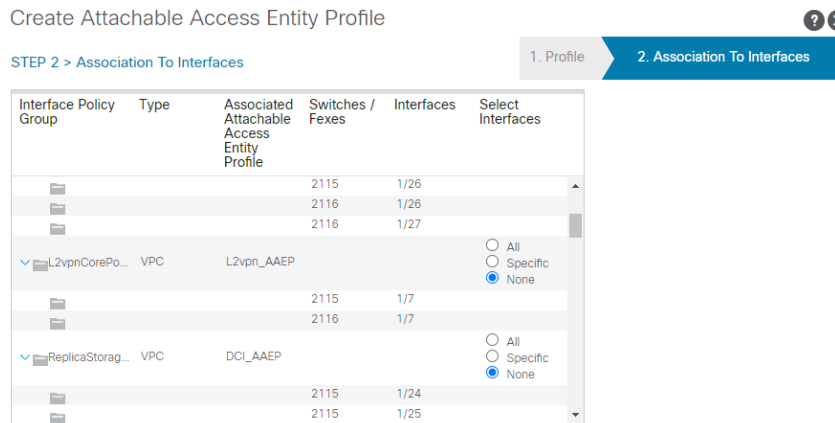 Create Attachable Access Entity Profile
?
STEP 2 > Association To Interfaces
1. Profile
2. Association To Interfaces
Interface Policy Group
Type
Associated Attachable Access Entity Profile
Switches / Fexes
Interfaces
Select Interfaces
2115 1/26
2116 1/26
2116 1/27
L2vpnCorePo... VPC L2vpn_AAEP
All
Specific
None
2115 1/7
2116 1/7
ReplicaStorag... VPC DCI_AAEP
All
Specific
None
2115 1/24
2115 1/25